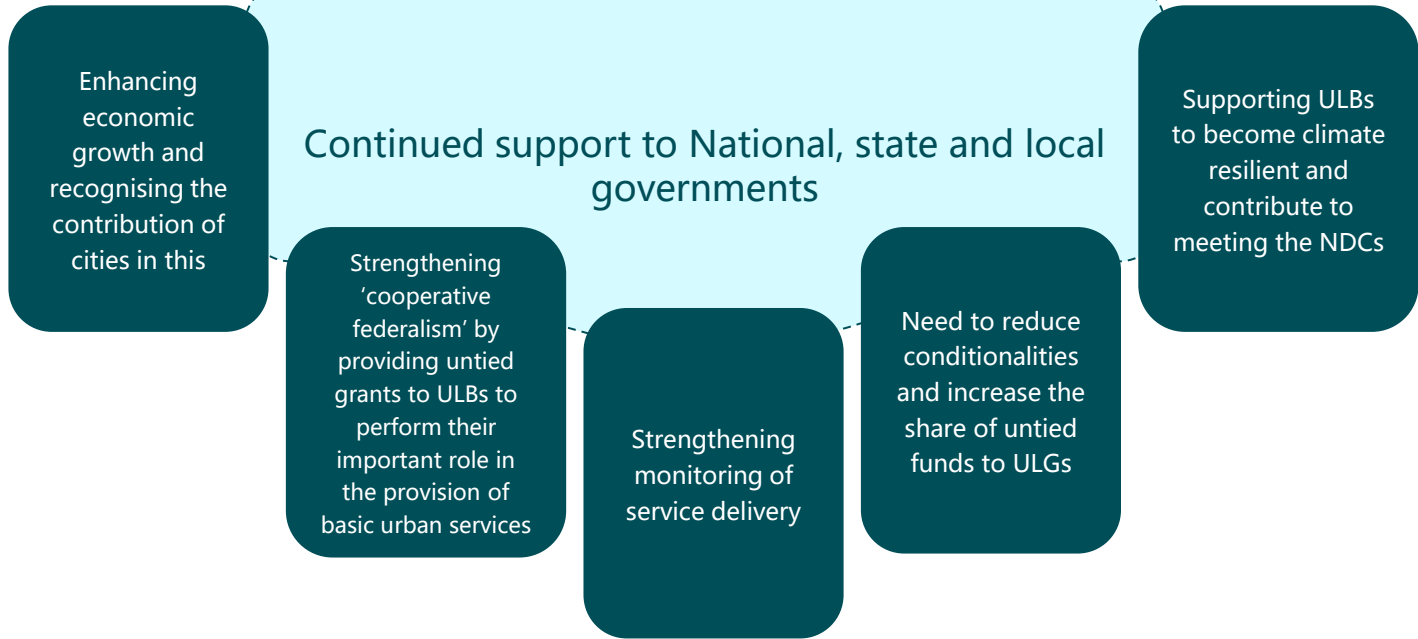 Enhancing
economic
growth and
recognising the
contribution of
cities in this
Continued support to National, state and local
governments
Supporting ULBs
to become climate
resilient and
contribute to
meeting the NDCs
Strengthening
‘cooperative
federalism’ by
providing untied
grants to ULBs to
perform their
important role in
the provision of
basic urban services
Strengthening
monitoring of
service delivery
Need to reduce
conditionalities
and increase the
share of untied
funds to ULGs